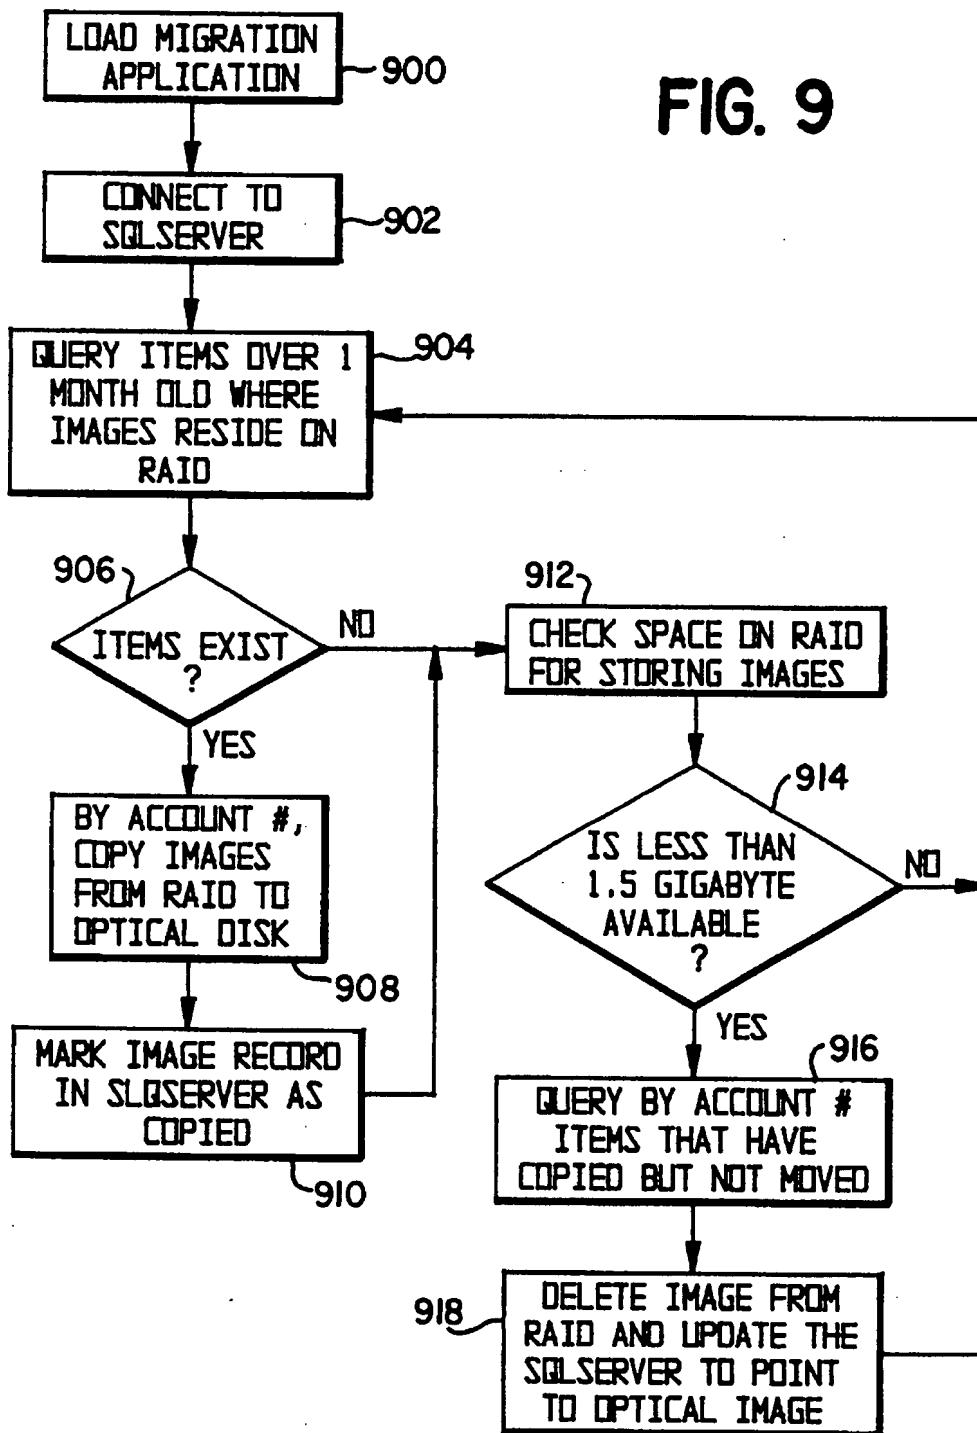 FIG. 9
LOAD MIGRATION
APPLICATION
900
CONNECT TO
SQLSERVER
902
904
QUERY ITEMS OVER 1
MONTH OLD WHERE
IMAGES RESIDE ON
RAID
906
ITEMS EXIST
?
NO
YES
BY ACCOUNT #,
COPY IMAGES
FROM RAID TO
OPTICAL DISK
908
MARK IMAGE RECORD
IN SLQSERVER AS
COPIED
910
912
CHECK SPACE ON RAID
FOR STORING IMAGES
914
IS LESS THAN
1.5 GIGABYTE
AVAILABLE
?
NO
YES
916
QUERY BY ACCOUNT #
ITEMS THAT HAVE
COPIED BUT NOT MOVED
918
DELETE IMAGE FROM
RAID AND UPDATE THE
SQLSERVER TO POINT
TO OPTICAL IMAGE